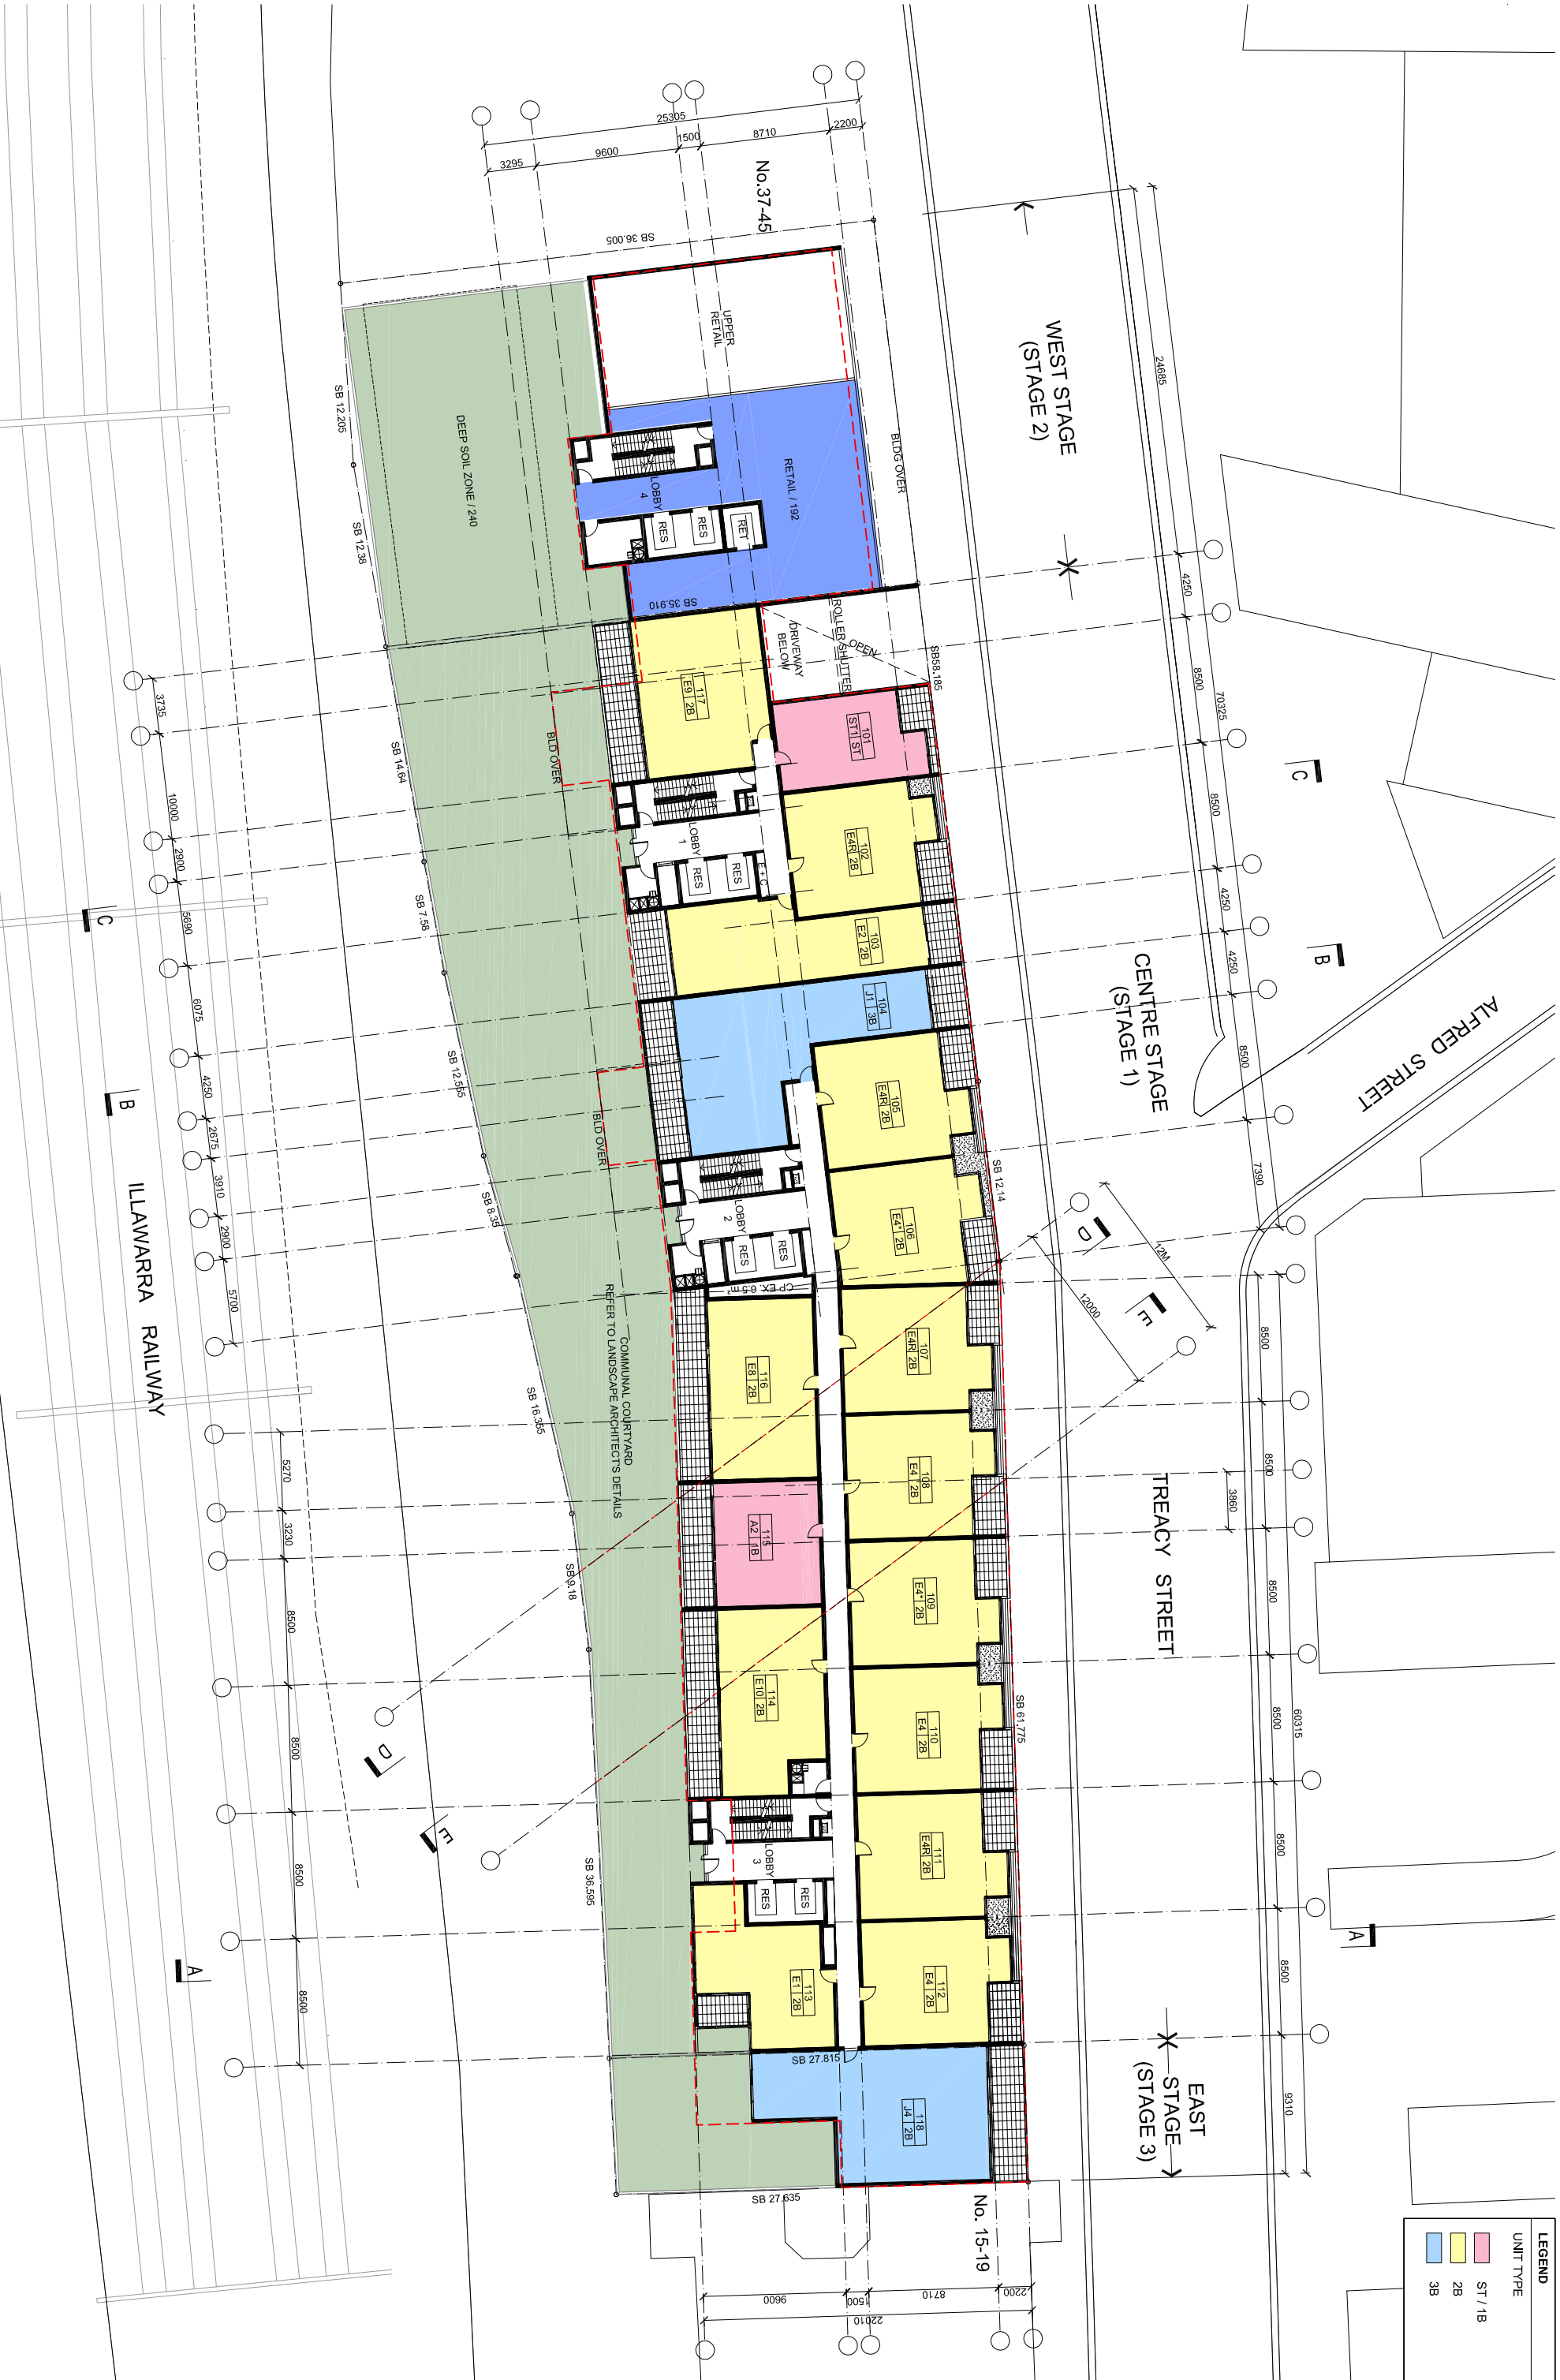 LEGEND
UNIT TYPE
ST / 1B
2B
3B
ALFRED STREET
TREACY STREET
ILLAWARRA RAILWAY
WEST STAGE
(STAGE 2)
CENTRE STAGE
(STAGE 1)
EAST
STAGE
(STAGE 3)
No.37-45
No. 15-19
25305
3295
9600
1500
8710
2200
24685
70325
4250
8500
8500
4250
4250
8500
7390
12M
12000
60315
8500
8500
3860
8500
8500
8500
8500
9310
SB 36.005
SB 12.205
SB 12.38
SB 35.910
SB58.185
SB 14.64
SB 7.58
SB 12.555
SB 8.35
SB 16.355
SB 9.18
SB 36.595
SB 12.14
SB 61.775
SB 27.815
SB 27.635
UPPER
RETAIL
RETAIL / 192
BLDG OVER
DEEP SOIL ZONE / 240
LOBBY
4
RES
RES
RET
ROLLER SHUTTER
OPEN
DRIVEWAY
BELOW
BLD OVER
BLD OVER
117
E9 2B
101
ST1 ST
102
E4R 2B
103
E2 2B
104
J1 3B
105
E4R 2B
106
E4* 2B
107
E4R 2B
108
E4 2B
109
E4* 2B
110
E4 2B
111
E4R 2B
112
E4 2B
113
E1 2B
114
E10 2B
115
A2 1B
116
E8 2B
118
J4 2B
LOBBY
1
RES
RES
E + C
LOBBY
2
RES
RES
CP EX. 6.5 m²
LOBBY
3
RES
RES
COMMUNAL COURTYARD
REFER TO LANDSCAPE ARCHITECT'S DETAILS
3735
10000
2900
5690
6075
4250
2675
3910
2900
5700
5270
3230
8500
8500
8500
8500
9600
1500
8710
2200
22010
A
A
B
B
C
C
D
D
E
E